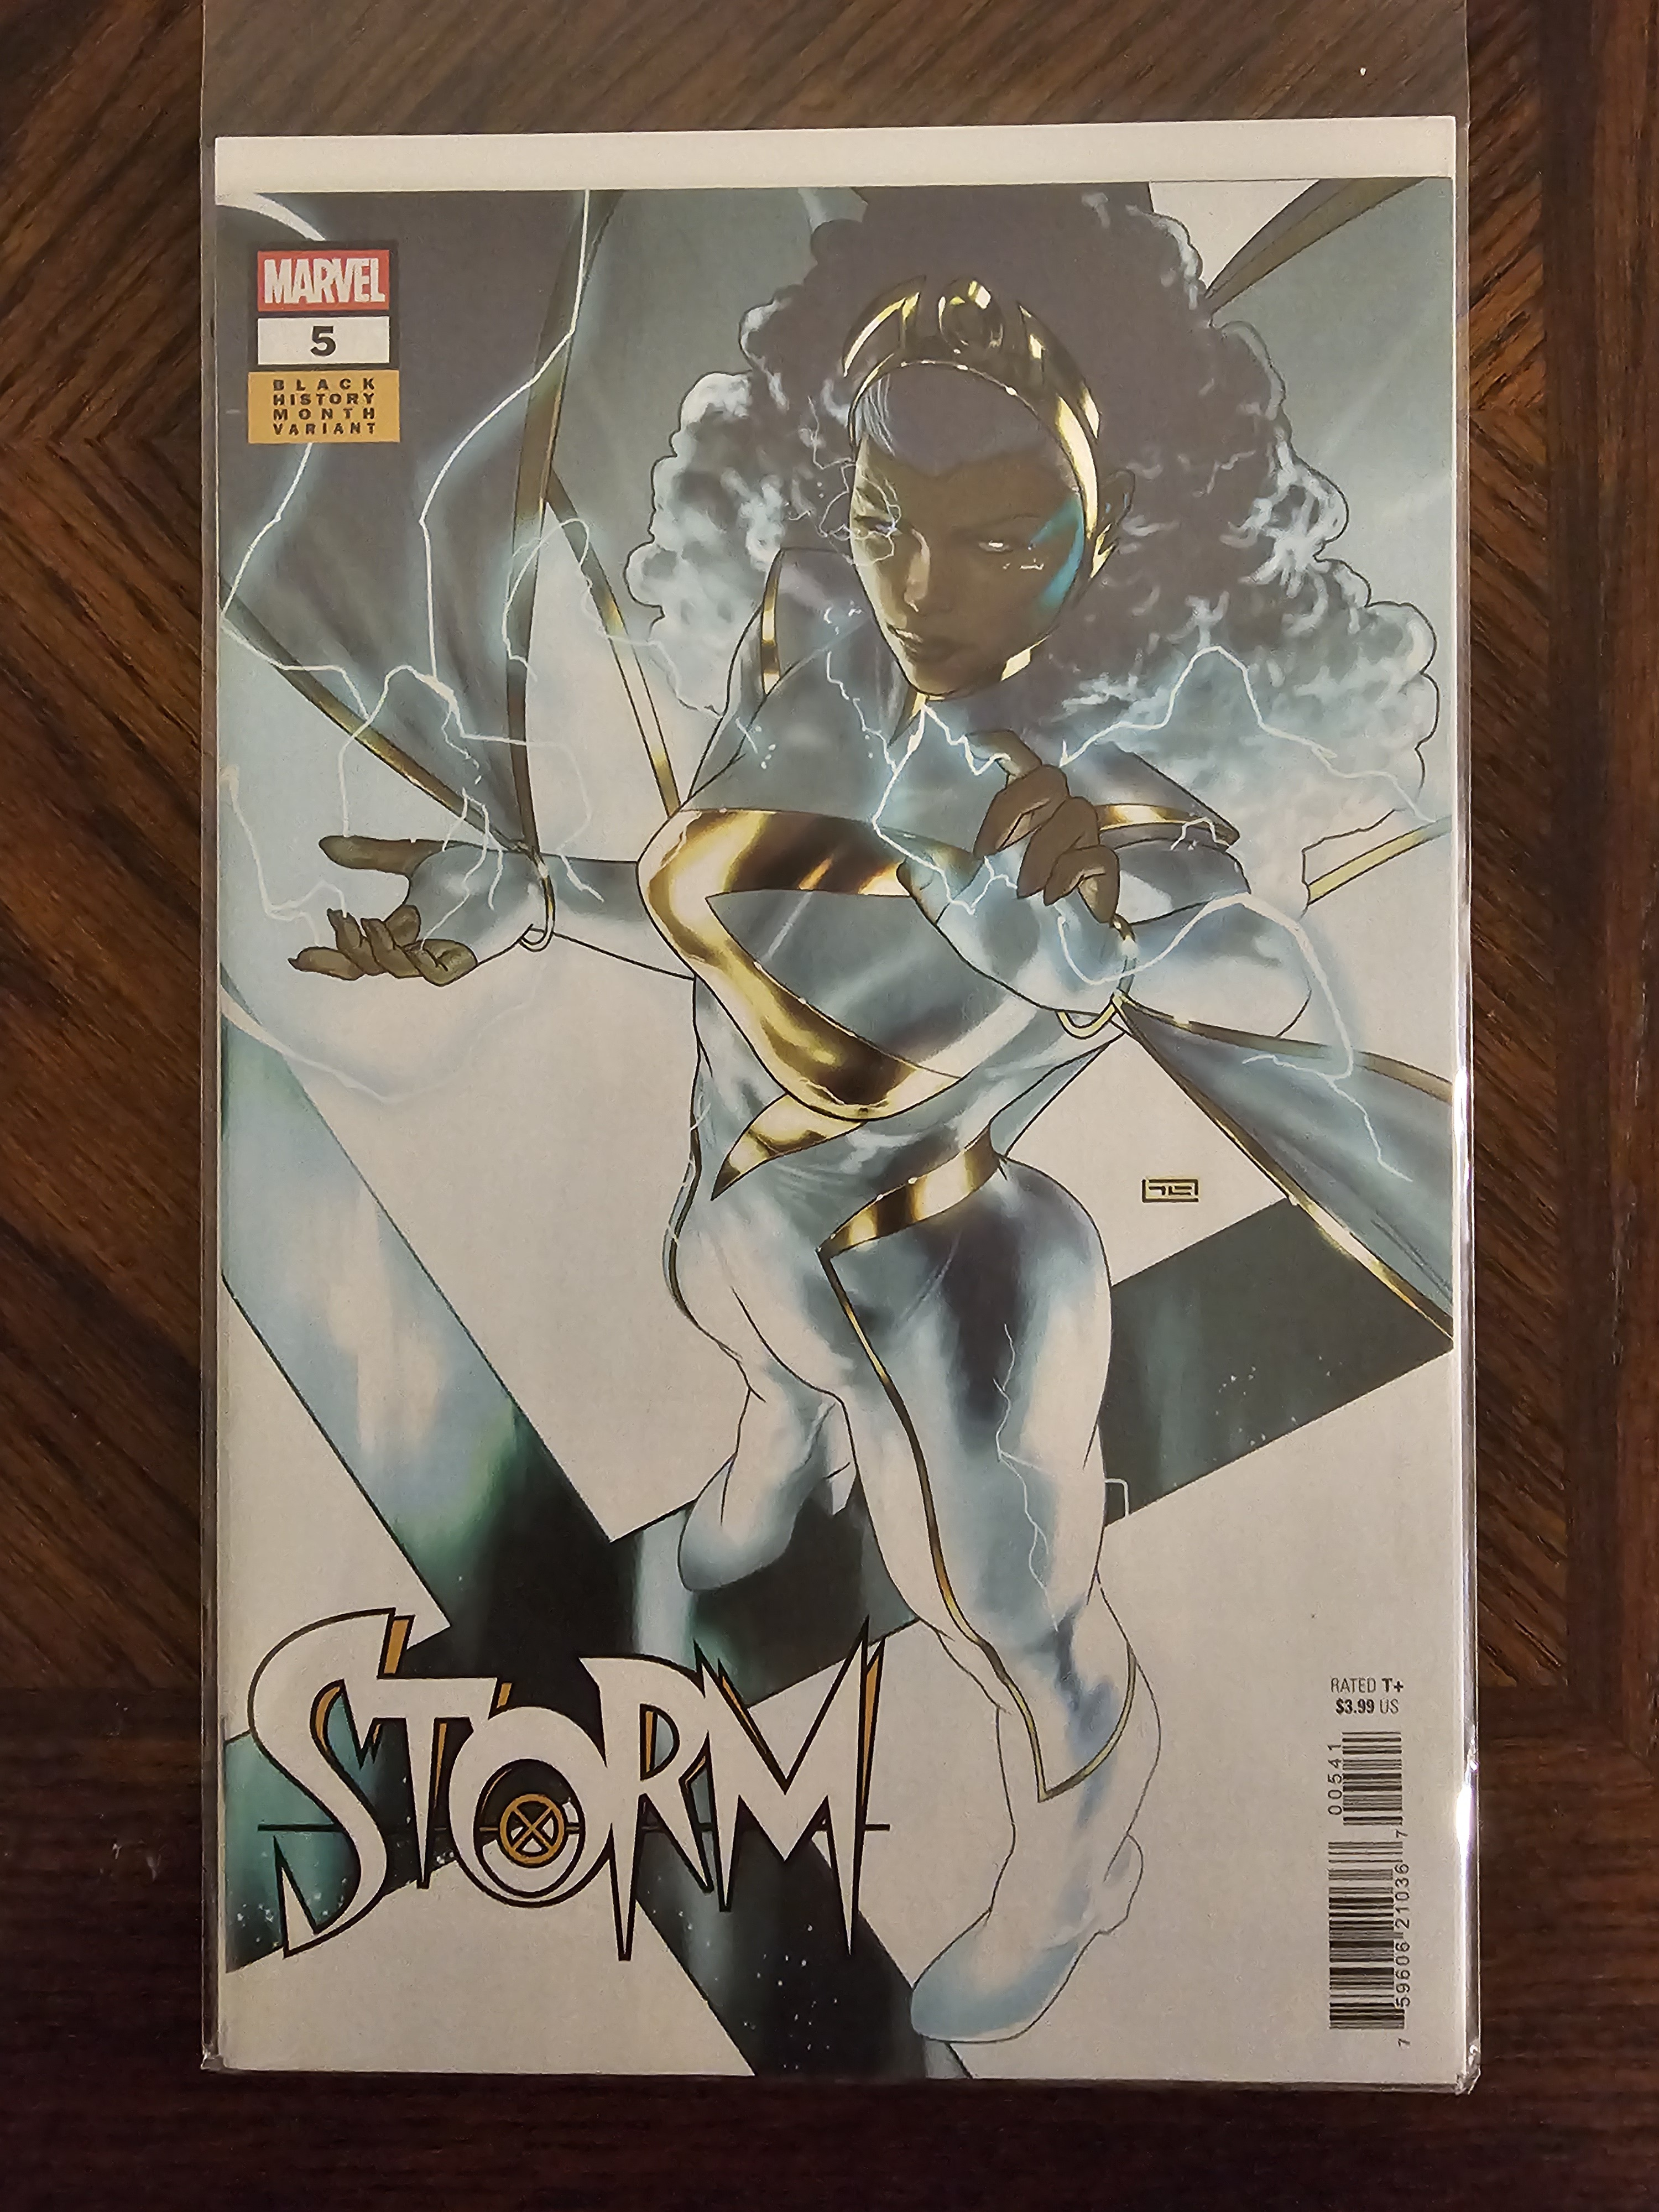 MARVEL
5
BLACK
HISTORY
MONTH
VARIANT
STORM
RATED T+
$3.99 US
00541
7 59606 21036 7